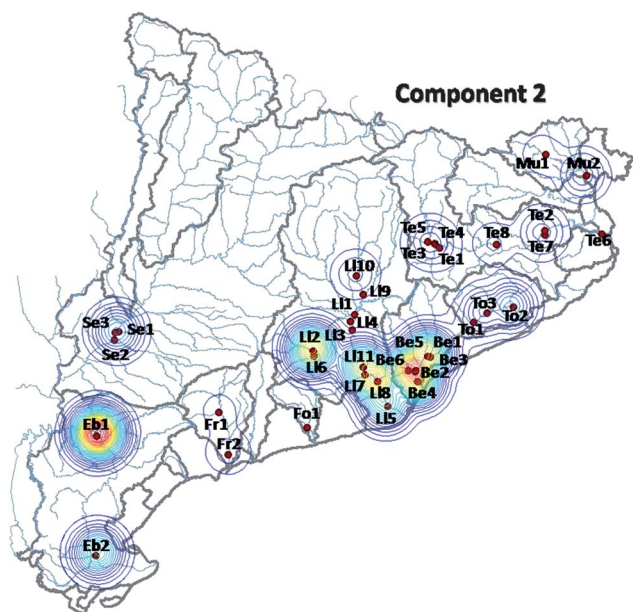 Component 2
Mu1
Mu2
Te5
Te4
Te3
Te1
Te8
Te2
Te7
Te6
Ll10
Ll9
Ll1
Ll4
Ll3
To3
To2
To1
Se3
Se1
Se2
Ll2
Ll6
Be5
Be1
Ll11
Be6
Be3
Be2
Ll7
Ll8
Be4
Ll5
Eb1
Fr1
Fo1
Fr2
Eb2